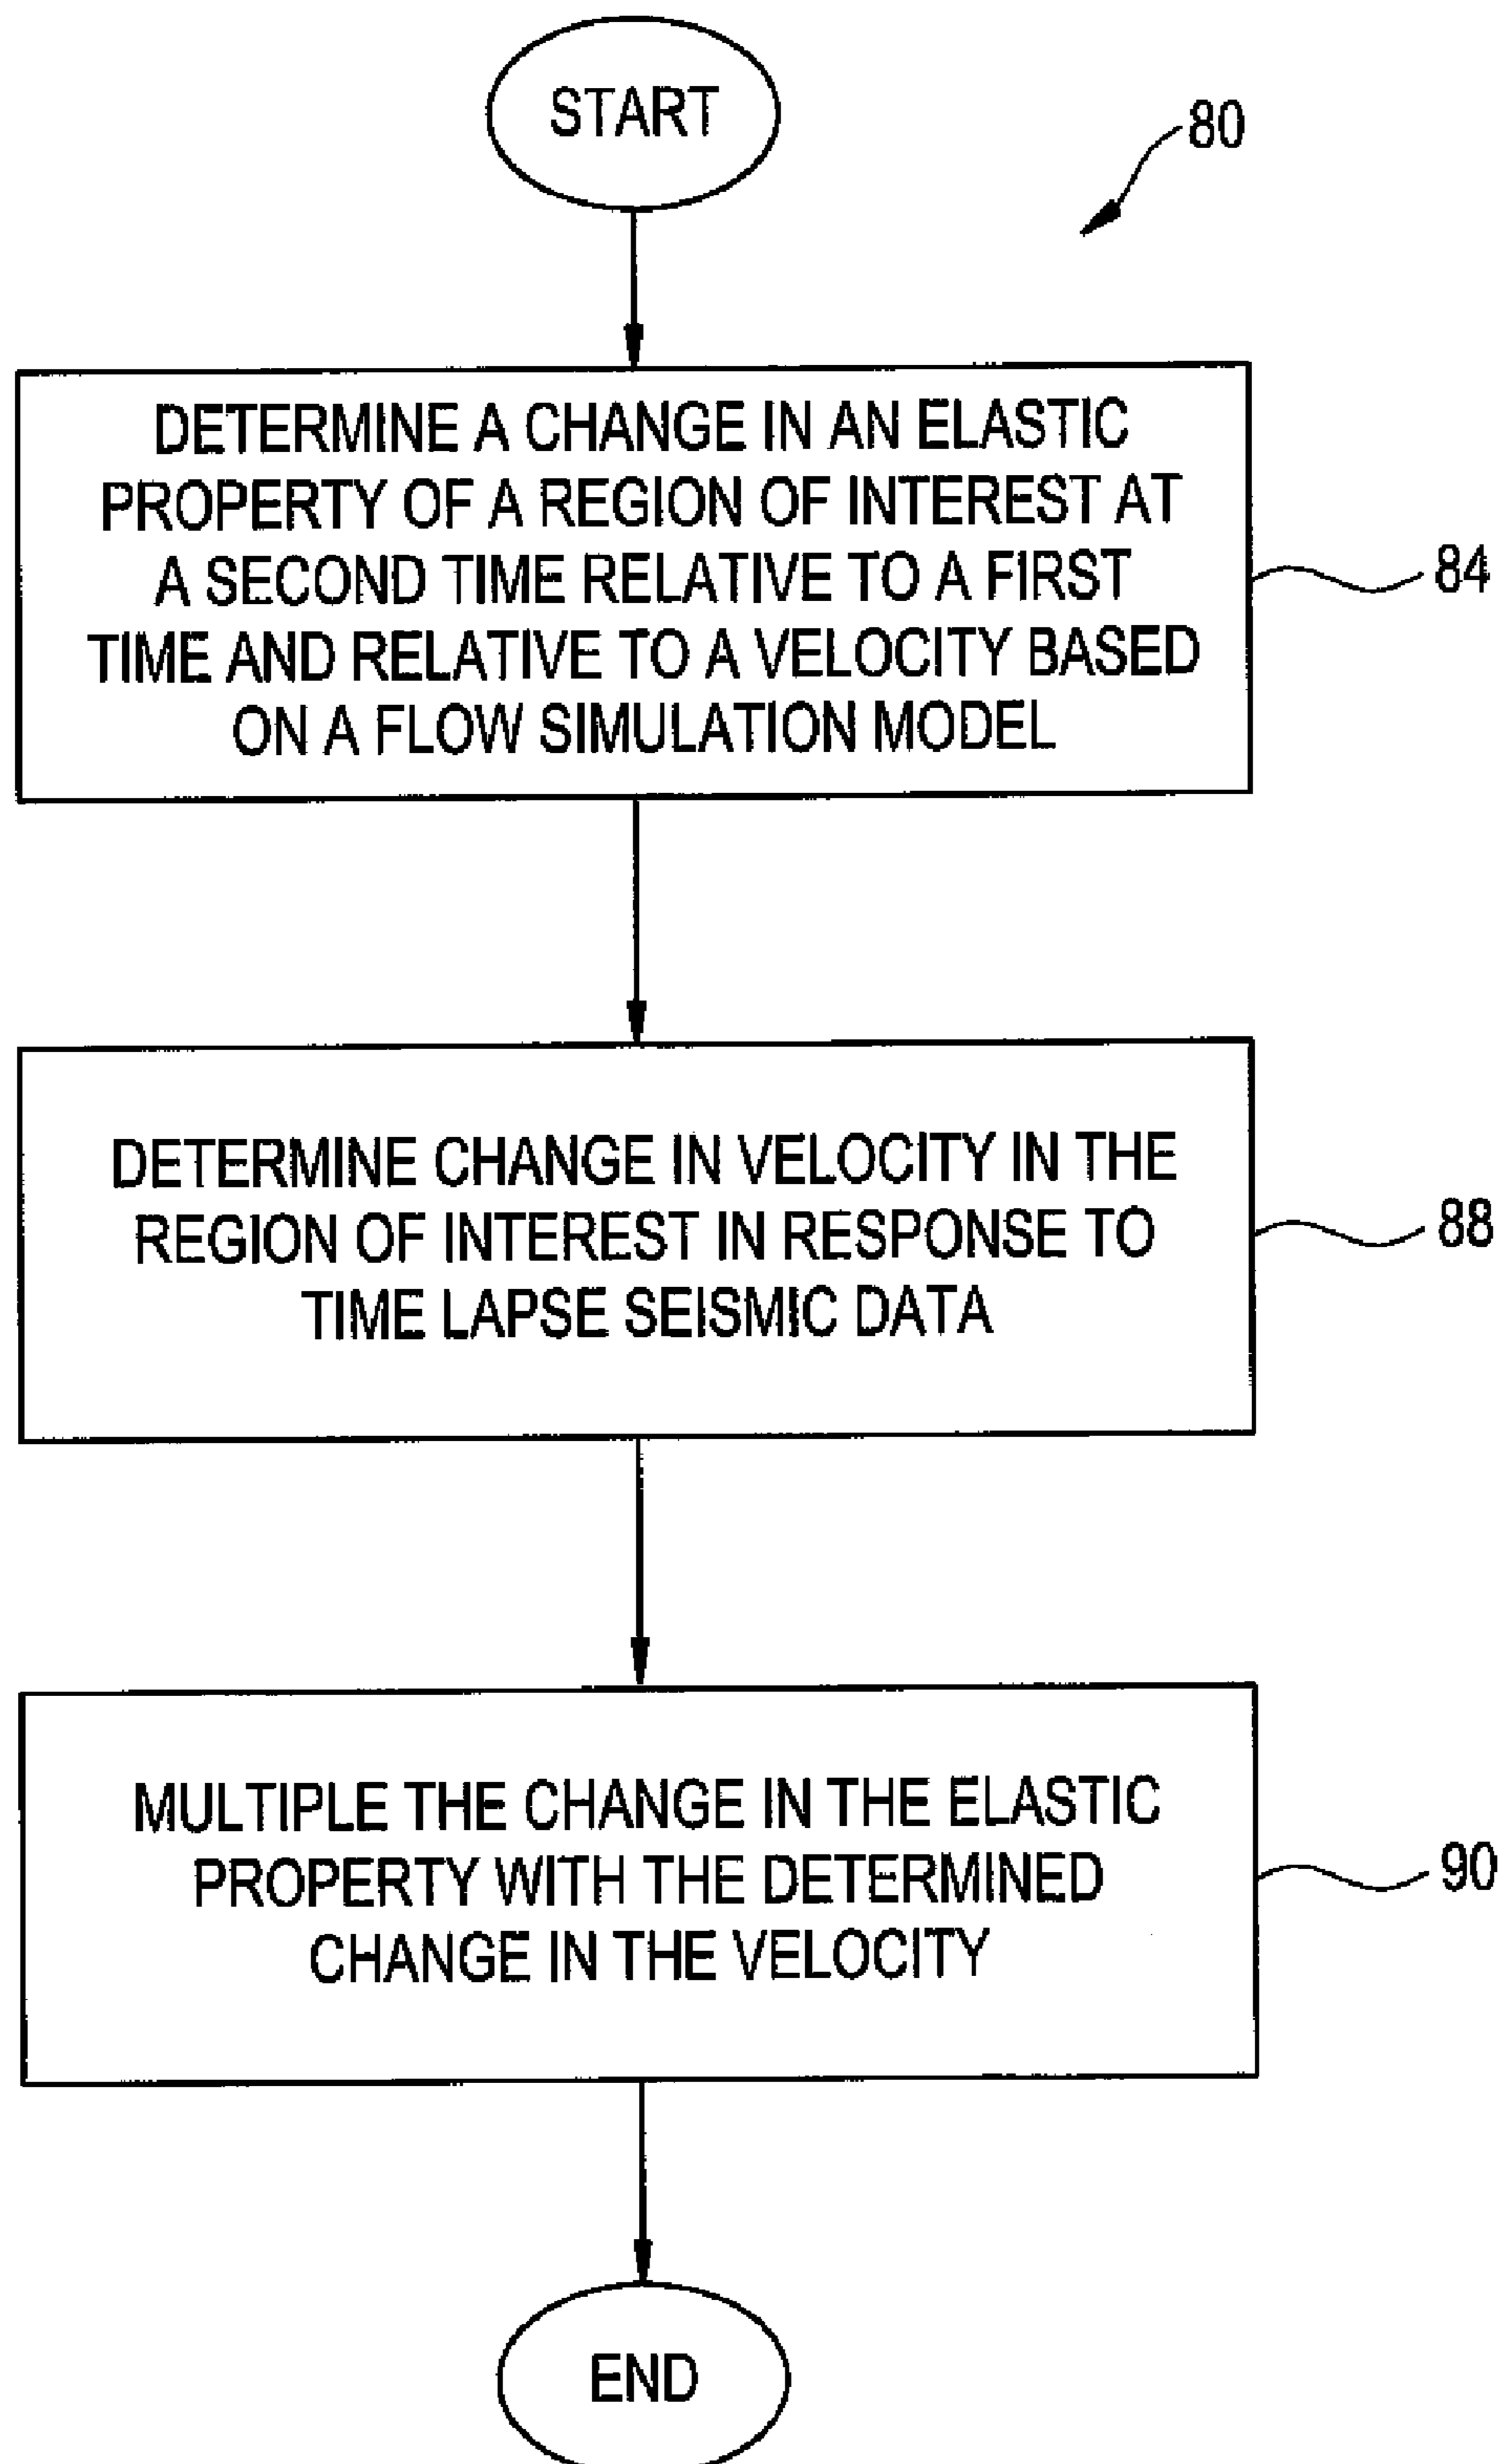 START
80
DETERMINE A CHANGE IN AN ELASTIC
PROPERTY OF A REGION OF INTEREST AT
A SECOND TIME RELATIVE TO A FIRST
TIME AND RELATIVE TO A VELOCITY BASED
ON A FLOW SIMULATION MODEL
84
DETERMINE CHANGE IN VELOCITY IN THE
REGION OF INTEREST IN RESPONSE TO
TIME LAPSE SEISMIC DATA
88
MULTIPLE THE CHANGE IN THE ELASTIC
PROPERTY WITH THE DETERMINED
CHANGE IN THE VELOCITY
90
END